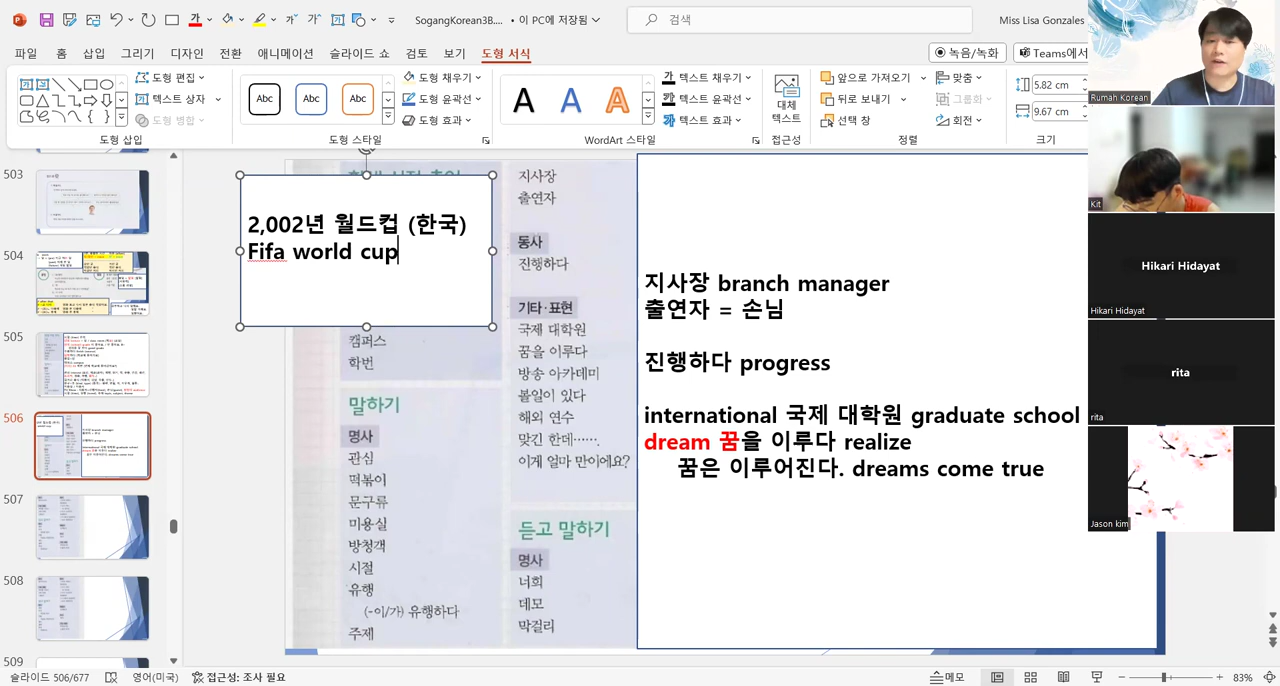 SogangKorean3B.... • 이 PC에 저장됨
검색
Miss Lisa Gonzales
파일 홈 삽입 그리기 디자인 전환 애니메이션 슬라이드 쇼 검토 보기 도형 서식
녹음/녹화
Teams에서
도형 편집
텍스트 상자
도형 병합
도형 삽입
Abc Abc Abc
도형 채우기
도형 윤곽선
도형 효과
도형 스타일
A A A
텍스트 채우기
텍스트 윤곽선
텍스트 효과
WordArt 스타일
대체
텍스트
접근성
앞으로 가져오기
뒤로 보내기
선택 창
맞춤
그룹화
회전
정렬
5.82 cm
9.67 cm
크기
503
504
505
506
507
508
509
2,002년 월드컵 (한국)
Fifa world cup
캠퍼스
학번
말하기
명사
관심
떡볶이
문구류
미용실
방청객
시절
유행
(-이/가) 유행하다
주제
지사장
출연자
동사
진행하다
기타·표현
국제 대학원
꿈을 이루다
방송 아카데미
볼일이 있다
해외 연수
맞긴 한데……
이게 얼마 만이에요?
듣고 말하기
명사
너희
데모
막걸리
지사장 branch manager
출연자 = 손님
진행하다 progress
international 국제 대학원 graduate school
dream 꿈을 이루다 realize
꿈은 이루어진다. dreams come true
Rumah Korean
Kit
Hikari Hidayat
Hikari Hidayat
rita
rita
Jason kim
슬라이드 506/677
영어(미국)
접근성: 조사 필요
메모
83%